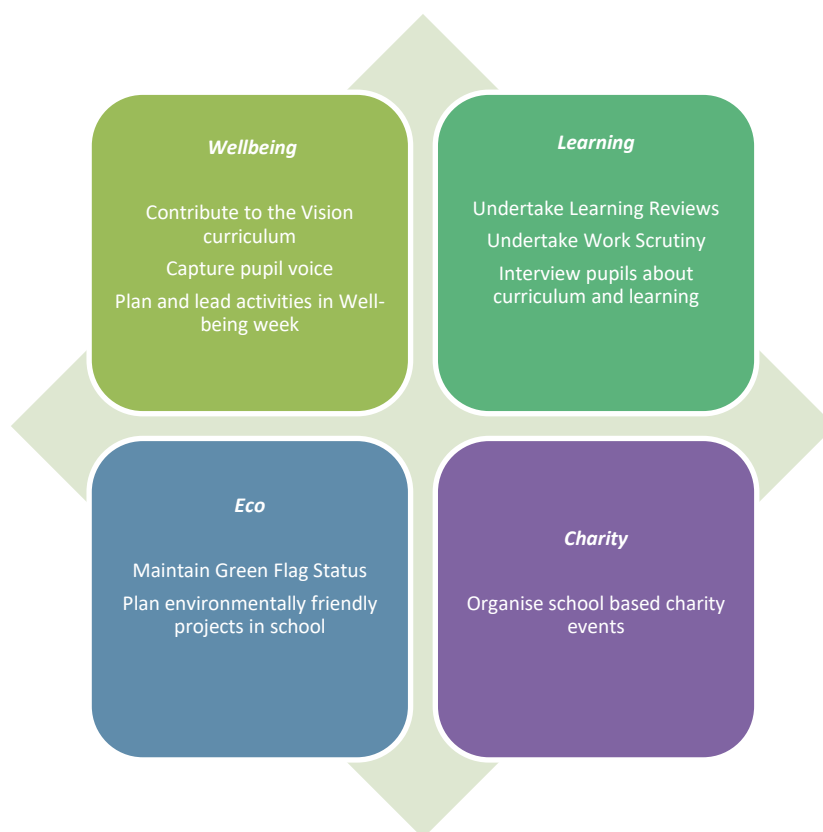 Wellbeing
Contribute to the Vision
curriculum
Capture pupil voice
Plan and lead activities in Well-
being week
Learning
Undertake Learning Reviews
Undertake Work Scrutiny
Interview pupils about
curriculum and learning
Eco
Maintain Green Flag Status
Plan environmentally friendly
projects in school
Charity
Organise school based charity
events